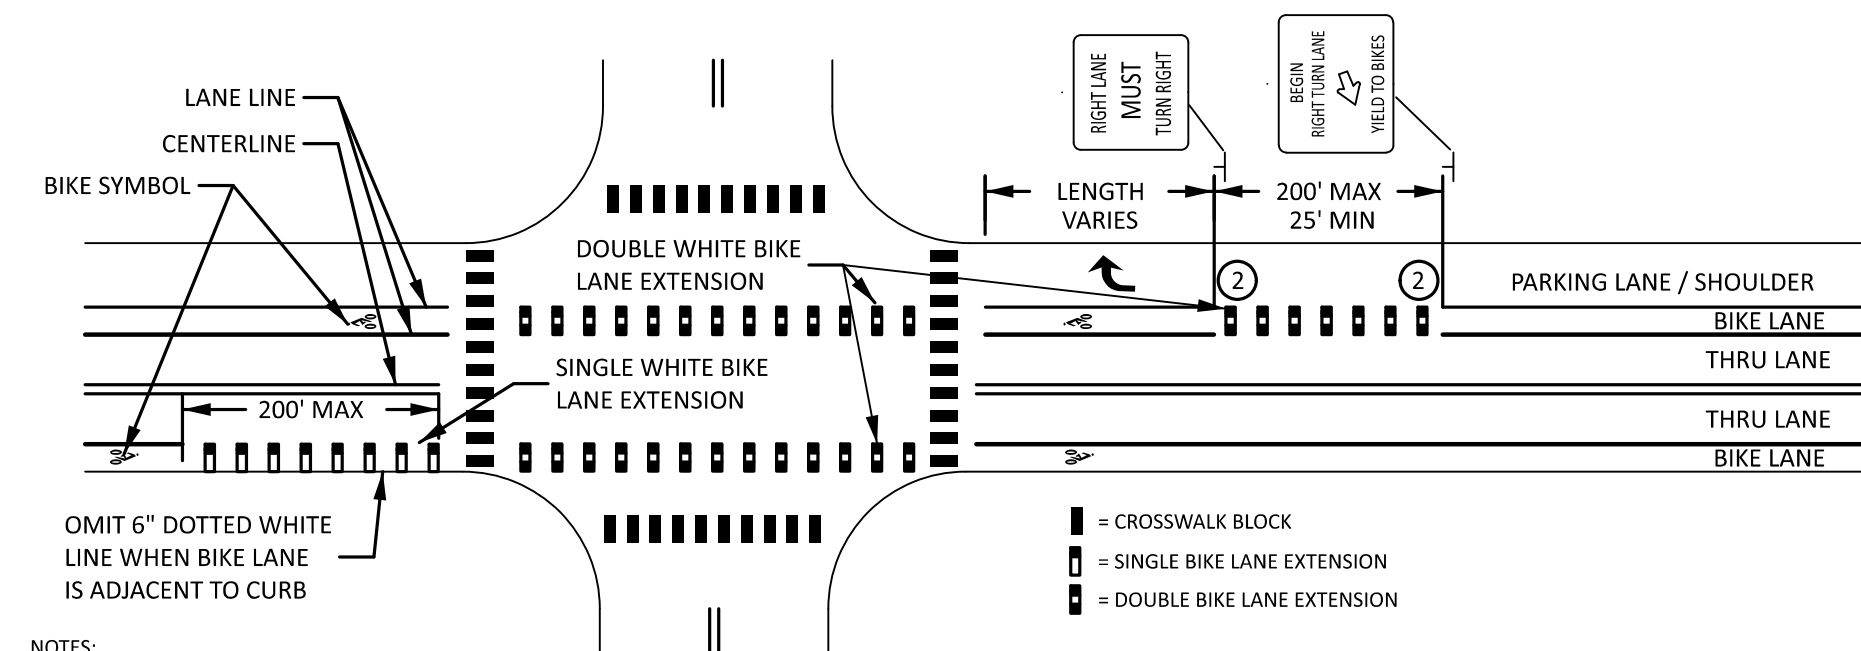 LANE LINE
CENTERLINE
BIKE SYMBOL
RIGHT LANE
MUST
TURN RIGHT
BEGIN
RIGHT TURN LANE
YIELD TO BIKES
LENGTH
VARIES
200' MAX
25' MIN
DOUBLE WHITE BIKE
LANE EXTENSION
2
2
PARKING LANE / SHOULDER
BIKE LANE
THRU LANE
SINGLE WHITE BIKE
LANE EXTENSION
200' MAX
THRU LANE
BIKE LANE
OMIT 6" DOTTED WHITE
LINE WHEN BIKE LANE
IS ADJACENT TO CURB
= CROSSWALK BLOCK
= SINGLE BIKE LANE EXTENSION
= DOUBLE BIKE LANE EXTENSION
NOTES: